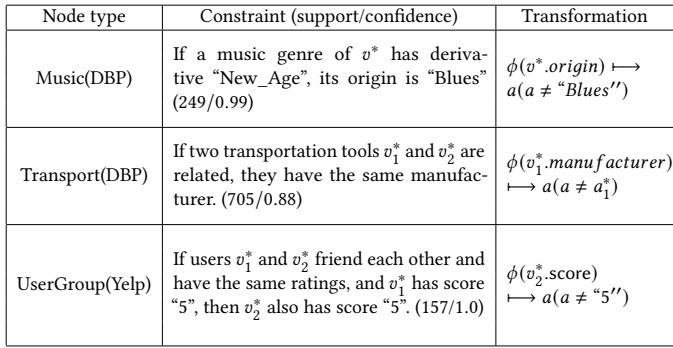 Node type Constraint (support/confidence) Transformation
Music(DBP)
If a music genre of v* has deriva-
tive “New_Age”, its origin is “Blues”
(249/0.99)
ϕ(v*.origin) ⟼
a(a ≠ “Blues′′)
Transport(DBP)
If two transportation tools v₁* and v₂* are
related, they have the same manufac-
turer. (705/0.88)
ϕ(v₁*.manufacturer)
⟼ a(a ≠ a₁*)
UserGroup(Yelp)
If users v₁* and v₂* friend each other and
have the same ratings, and v₁* has score
“5”, then v₂* also has score “5”. (157/1.0)
ϕ(v₂*.score)
⟼ a(a ≠ “5′′)